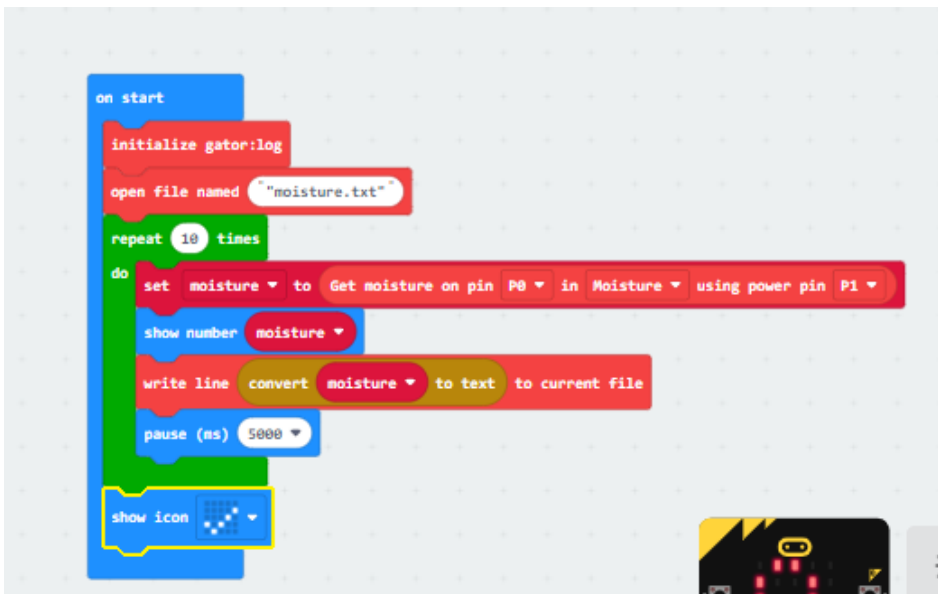 on start
initialize gator:log
open file named " "moisture.txt" "
repeat 10 times
do
set moisture to Get moisture on pin P0 in Moisture using power pin P1
show number moisture
write line convert moisture to text to current file
pause (ms) 5000
show icon